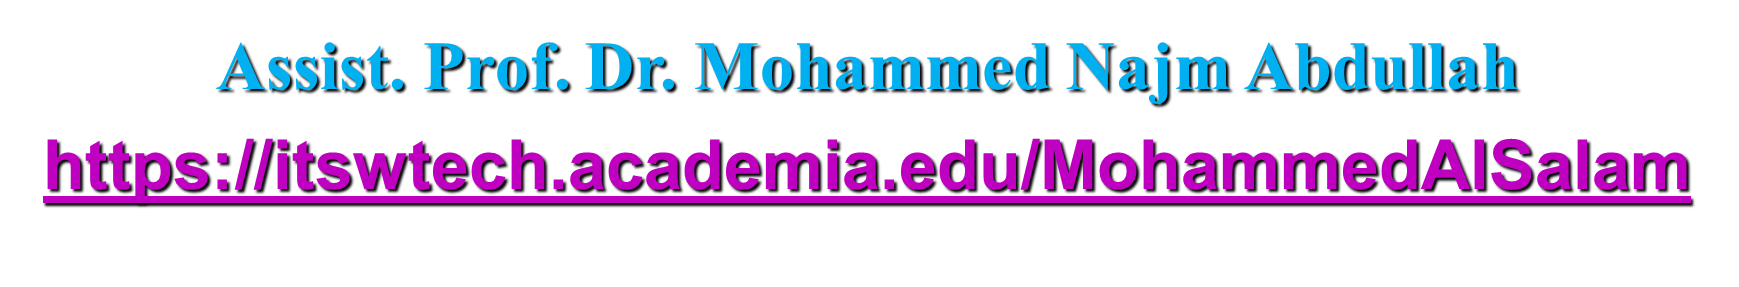 Assist. Prof. Dr. Mohammed Najm Abdullah
https://itswtech.academia.edu/MohammedAlSalam